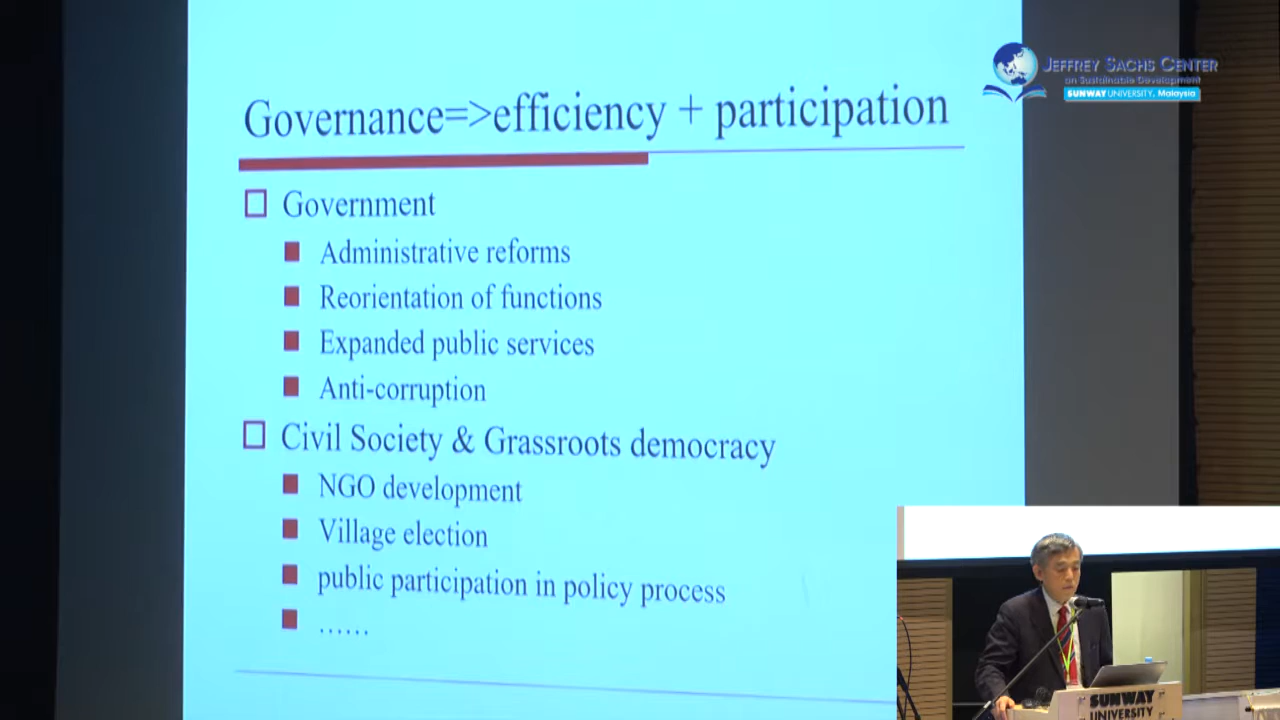 JEFFREY SACHS CENTER
on Sustainable Development
SUNWAY UNIVERSITY, Malaysia
Governance=>efficiency + participation
Government
Administrative reforms
Reorientation of functions
Expanded public services
Anti-corruption
Civil Society & Grassroots democracy
NGO development
Village election
public participation in policy process
......
SUNWAY
UNIVERSITY